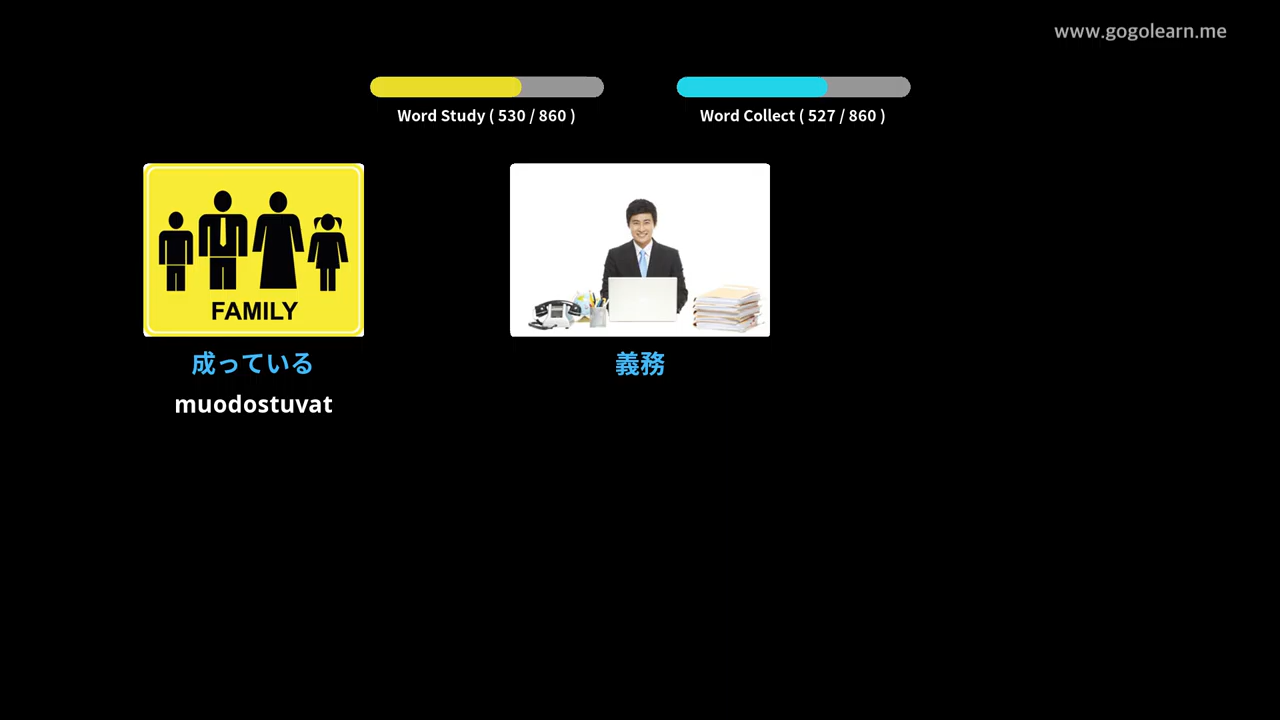 www.gogolearn.me
Word Study ( 530 / 860 )
Word Collect ( 527 / 860 )
FAMILY
成っている
義務
muodostuvat